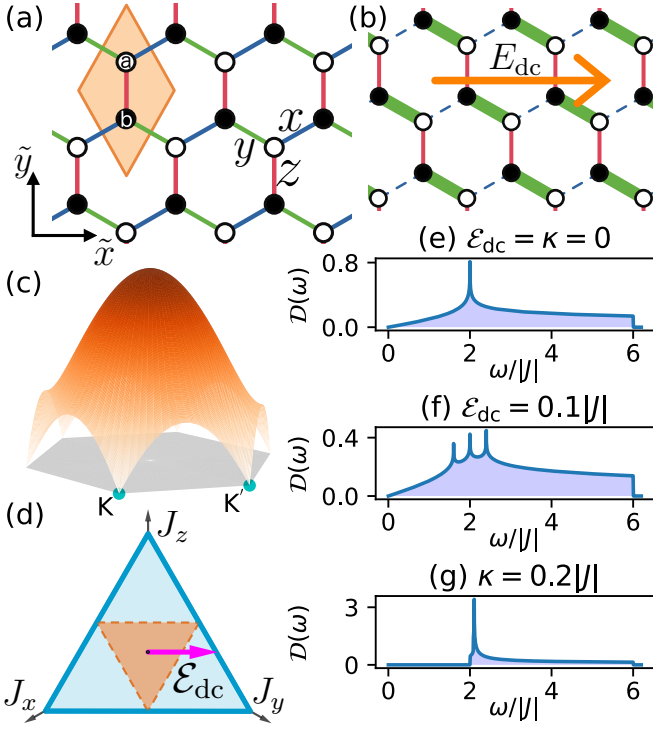 (a)
a
b
x
y
z
ỹ
x̃
(b)
E_dc
(c)
K
K′
(d)
J_z
J_x
J_y
ℰ_dc
(e) ℰ_dc = κ = 0
0.8
0.0
𝒟(ω)
0 2 4 6
ω/|J|
(f) ℰ_dc = 0.1|J|
0.4
0.0
𝒟(ω)
0 2 4 6
ω/|J|
(g) κ = 0.2|J|
3
0
𝒟(ω)
0 2 4 6
ω/|J|